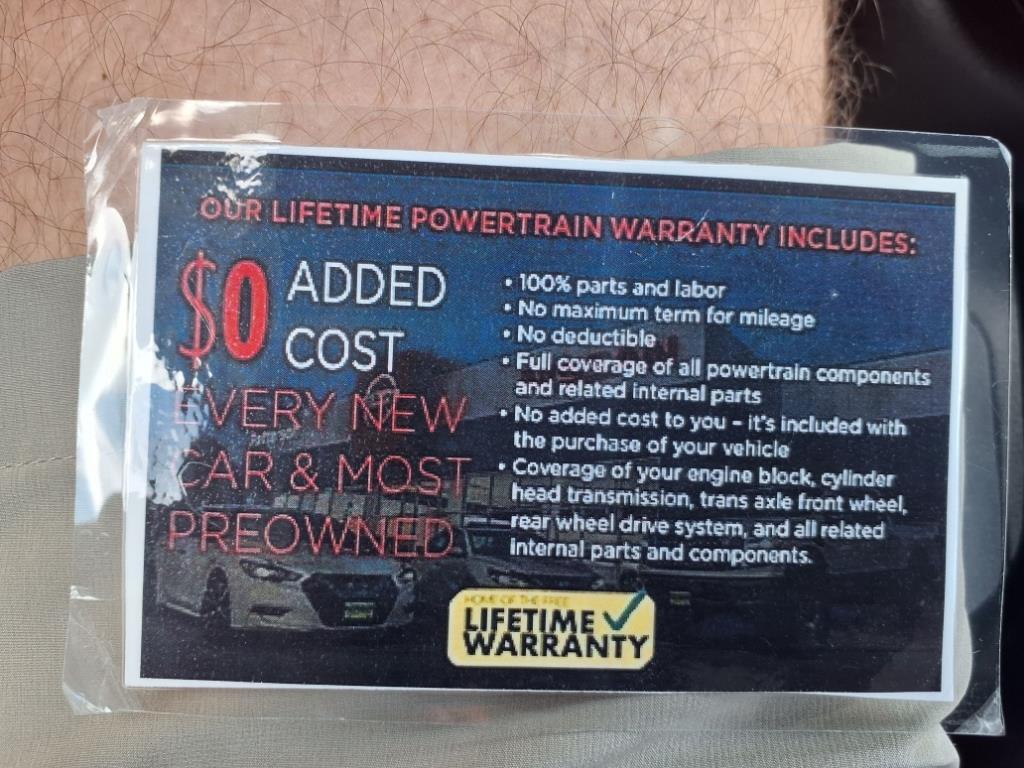 OUR LIFETIME POWERTRAIN WARRANTY INCLUDES:
$0 ADDED
COST
EVERY NEW
CAR & MOST
PREOWNED
• 100% parts and labor
• No maximum term for mileage
• No deductible
• Full coverage of all powertrain components
and related internal parts
• No added cost to you – it's included with
the purchase of your vehicle
• Coverage of your engine block, cylinder
head transmission, trans axle front wheel,
rear wheel drive system, and all related
internal parts and components.
HOME OF THE FREE
LIFETIME
WARRANTY